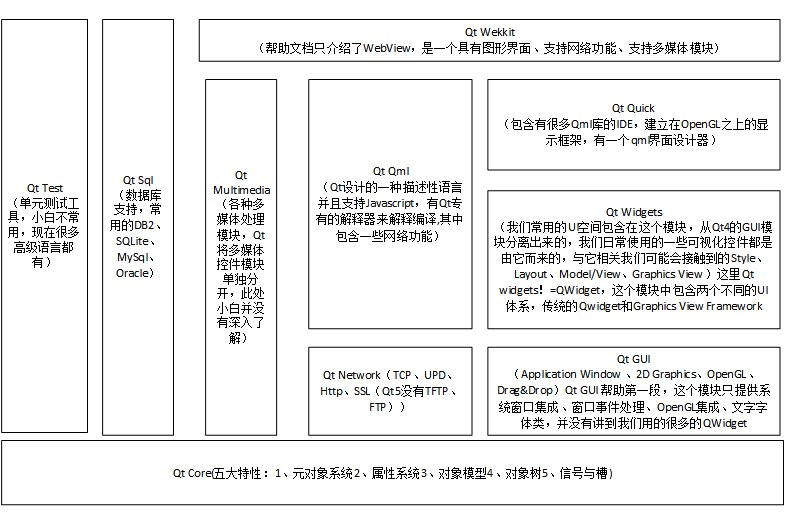 Qt Wekkit
（帮助文档只介绍了WebView，是一个具有图形界面、支持网络功能、支持多媒体模块）
Qt Test
（单元测试工
具，小白不常
用，现在很多
高级语言都
有）
Qt Sql
（数据库
支持，常
用的DB2、
SQLite、
MySql、
Oracle）
Qt
Multimedia
（各种多
媒体处理
模块，Qt
将多媒体
控件模块
单独分
开，此处
小白并没
有深入了
解）
Qt Qml
（Qt设计的一种描述性语言
并且支持Javascript，有Qt专
有的解释器来解释编译,其中
包含一些网络功能）
Qt Quick
（包含有很多Qml库的IDE，建立在OpenGL之上的显
示框架，有一个 qml界面设计器）
Qt Widgets
（我们常用的U空间包含在这个模块，从Qt4的GUI模
块分离出来的，我们日常使用的一些可视化控件都是
由它而来的，与它相关我们可能会接触到的Style、
Layout、Model/View、Graphics View ）这里 Qt
widgets！=QWidget，这个模块中包含两个不同的UI
体系，传统的Qwidget和Graphics View Framework
Qt Network（TCP 、UPD、
Http、SSL（Qt5没有TFTP、
FTP））
Qt GUI
（Application Window 、2D Graphics、OpenGL、
Drag&Drop）Qt GUI 帮助第一段，这个模块只提供系
统窗口集成、窗口事件处理、OpenGL集成、文字字
体类，并没有讲到我们用的很多的QWidget
Qt Core(五大特性：1、元对象系统2、属性系统3、对象模型4、对象树5、信号与槽)